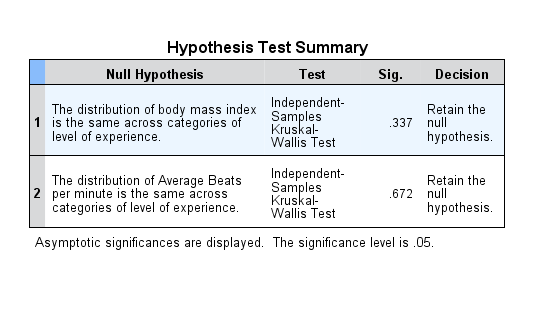 Hypothesis Test Summary
Null Hypothesis Test Sig. Decision
1
The distribution of body mass index
is the same across categories of
level of experience.
Independent-
Samples
Kruskal-
Wallis Test
.337
Retain the
null
hypothesis.
2
The distribution of Average Beats
per minute is the same across
categories of level of experience.
Independent-
Samples
Kruskal-
Wallis Test
.672
Retain the
null
hypothesis.
Asymptotic significances are displayed. The significance level is .05.